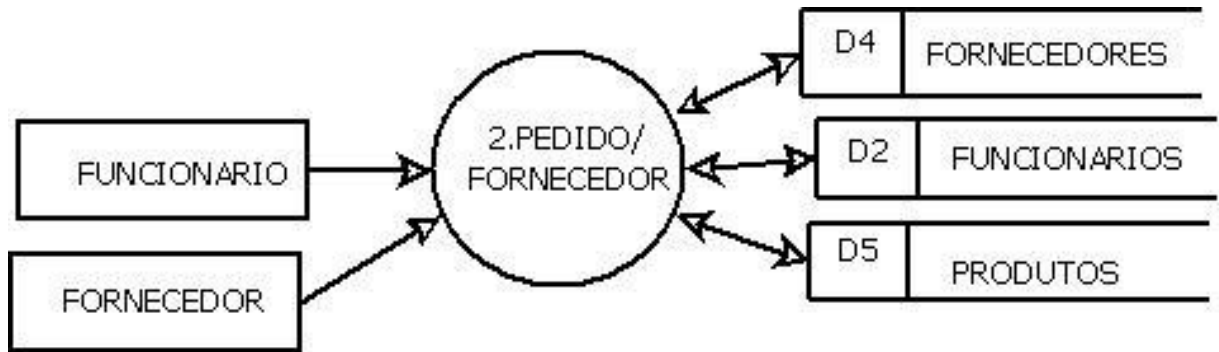 FUNCIONARIO
FORNECEDOR
2.PEDIDO/
FORNECEDOR
D4 FORNECEDORES
D2 FUNCIONARIOS
D5 PRODUTOS